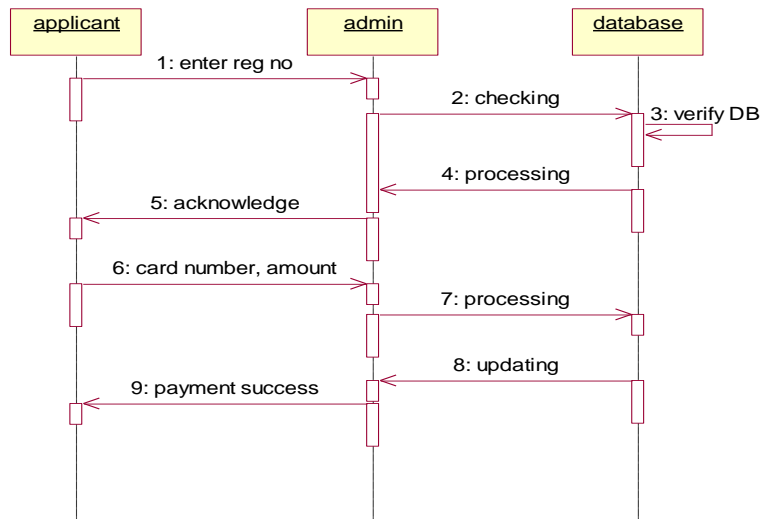 applicant
admin
database
1: enter reg no
2: checking
3: verify DB
4: processing
5: acknowledge
6: card number, amount
7: processing
8: updating
9: payment success